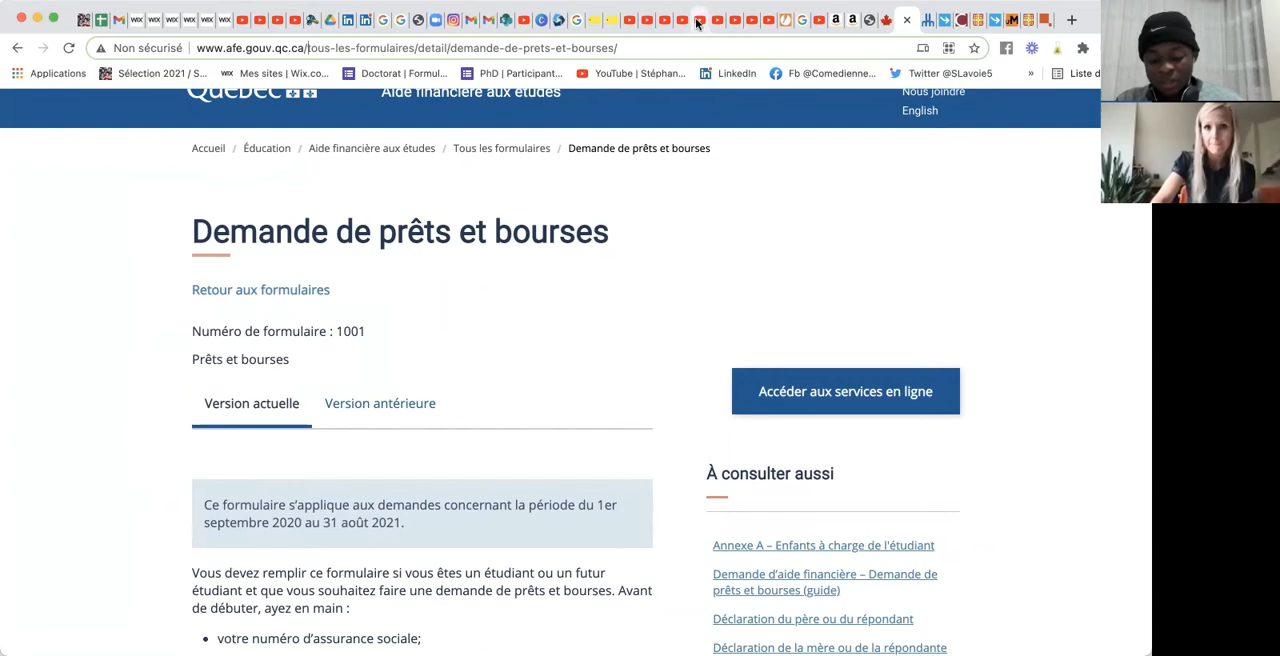 Non sécurisé www.afe.gouv.qc.ca/tous-les-formulaires/detail/demande-de-prets-et-bourses/
Applications Sélection 2021 / S... Mes sites | Wix.co... Doctorat | Formul... PhD | Participant... YouTube | Stéphan... LinkedIn Fb @Comedienne... Twitter @SLavoie5 » Liste d
Québec Aide financière aux études Nous joindre
English
Accueil / Éducation / Aide financière aux études / Tous les formulaires / Demande de prêts et bourses
Demande de prêts et bourses
Retour aux formulaires
Numéro de formulaire : 1001
Prêts et bourses
Accéder aux services en ligne
Version actuelle Version antérieure
À consulter aussi
Ce formulaire s’applique aux demandes concernant la période du 1er
septembre 2020 au 31 août 2021.
Annexe A – Enfants à charge de l'étudiant
Demande d’aide financière – Demande de
prêts et bourses (guide)
Déclaration du père ou du répondant
Déclaration de la mère ou de la répondante
Vous devez remplir ce formulaire si vous êtes un étudiant ou un futur
étudiant et que vous souhaitez faire une demande de prêts et bourses. Avant
de débuter, ayez en main :
• votre numéro d’assurance sociale;